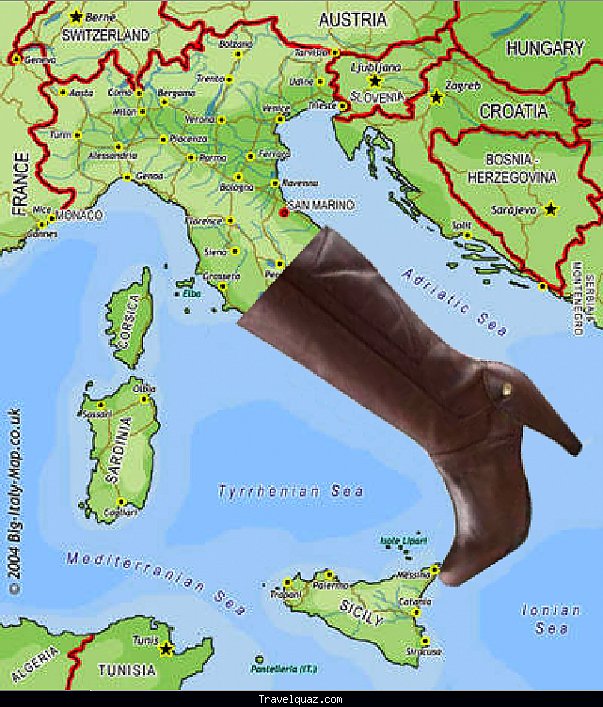 Berne
AUSTRIA
SWITZERLAND
HUNGARY
Bolzano
Tarvisio
Geneva
Ljubljana
Trento
Zagreb
Aosta
Como
Bergamo
Udine
SLOVENIA
Milan
Verona
Venice
Trieste
CROATIA
Turin
Piacenza
Alessandria
Parma
Ferrara
BOSNIA -
HERZEGOVINA
FRANCE
Genoa
Bologna
Ravenna
SAN MARINO
Nice
MONACO
Cannes
Florence
Sarajevo
Split
Siena
Pe
Grosseto
Elba
Adriatic Sea
SERBIA &
MONTENEGRO
CORSICA
Olbia
Sassari
SARDINIA
Cagliari
© 2004 Big-Italy-Map.co.uk
Tyrrhenian Sea
Isole Lipari
Mediterranean Sea
Messina
Trapani
Palermo
SICILY
Catania
Siracusa
Ionian
Sea
Tunis
ALGERIA
TUNISIA
Pantelleria (IT.)
Travelquaz.com